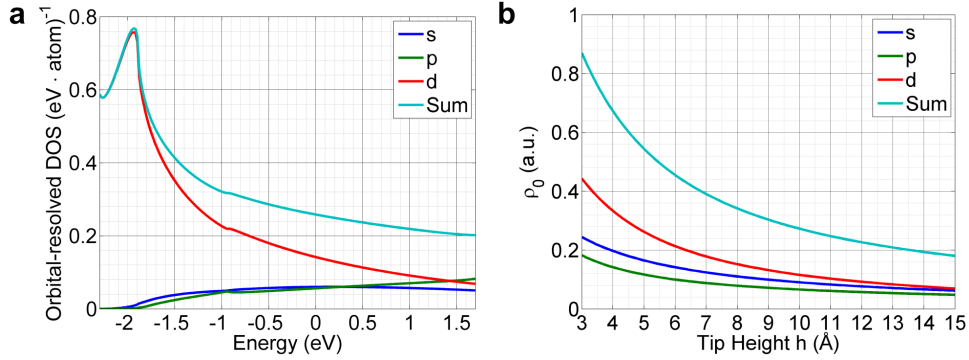 a
Orbital-resolved DOS (eV · atom)⁻¹
0.8
0.6
0.4
0.2
0
-2
-1.5
-1
-0.5
0
0.5
1
1.5
Energy (eV)
s
p
d
Sum
b
ρ₀ (a.u.)
1
0.8
0.6
0.4
0.2
0
3
4
5
6
7
8
9
10
11
12
13
14
15
Tip Height h (Å)
s
p
d
Sum